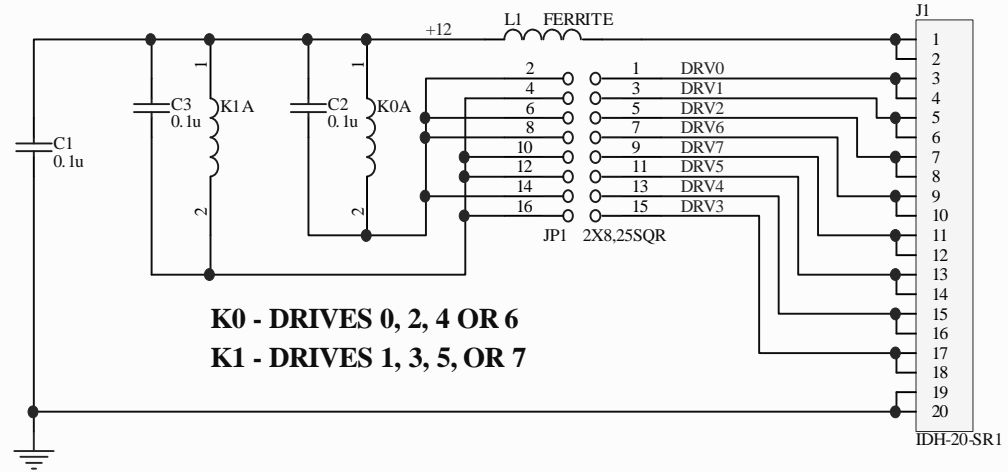 J1
L1 FERRITE
+12
1
2
3
4
5
6
7
8
9
10
11
12
13
14
15
16
17
18
19
20
IDH-20-SR1
2 1 DRV0
4 3 DRV1
6 5 DRV2
8 7 DRV6
10 9 DRV7
12 11 DRV5
14 13 DRV4
16 15 DRV3
JP1 2X8,25SQR
1
C3
0.1u
K1A
2
1
C2
0.1u
K0A
2
C1
0.1u
K0 - DRIVES 0, 2, 4 OR 6
K1 - DRIVES 1, 3, 5, OR 7